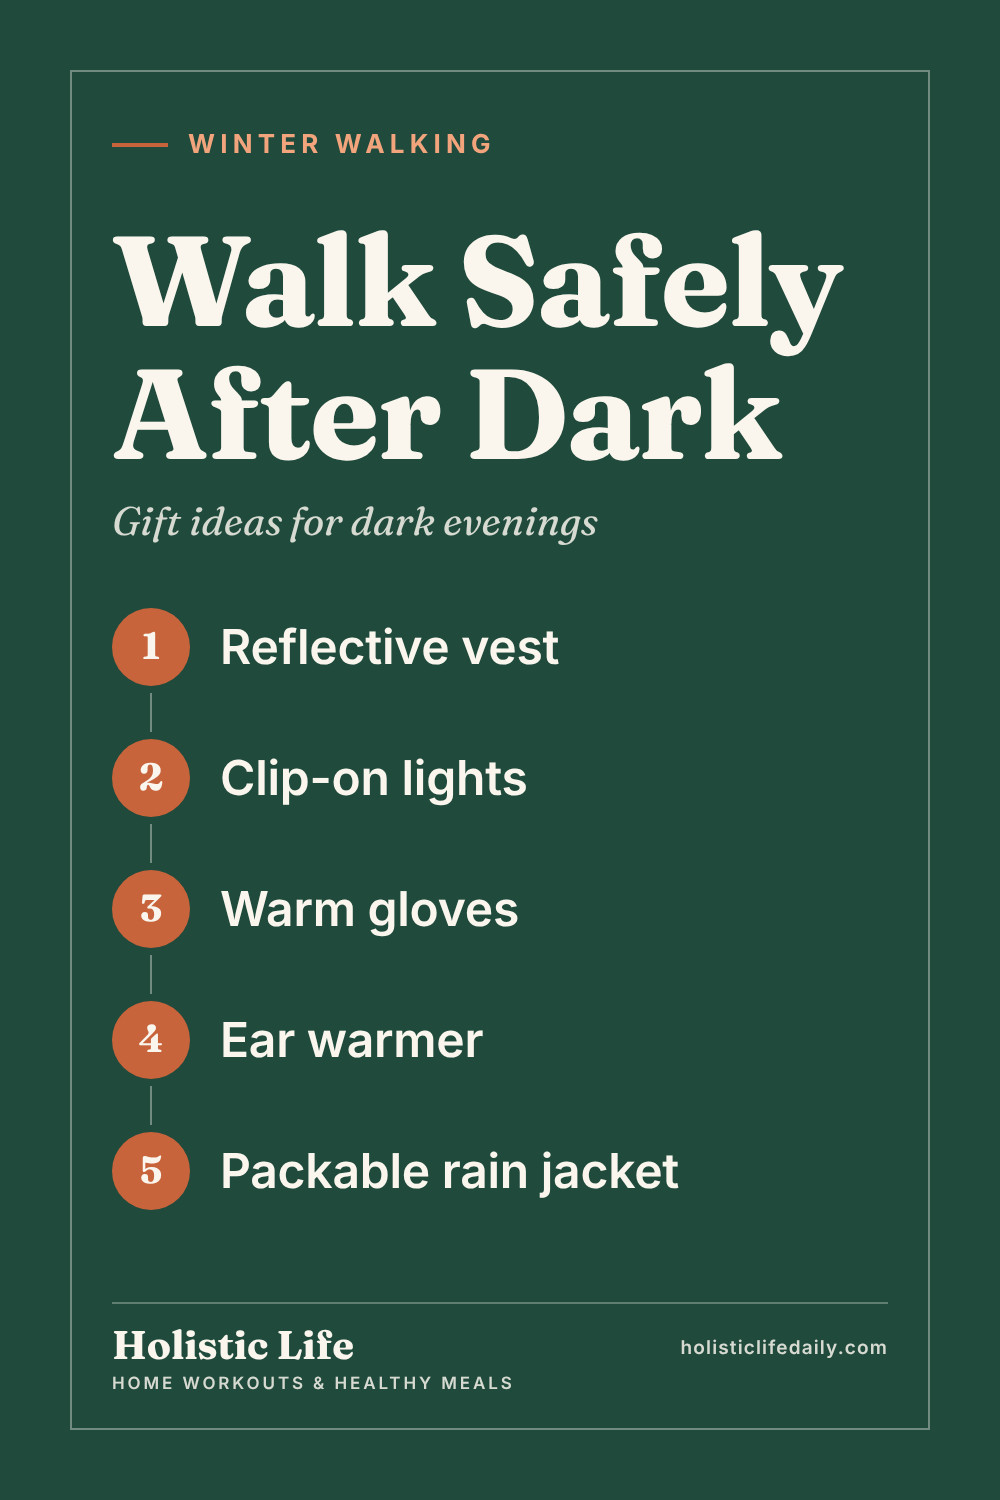 WINTER WALKING
Walk Safely
After Dark
Gift ideas for dark evenings
1 Reflective vest
2 Clip-on lights
3 Warm gloves
4 Ear warmer
5 Packable rain jacket
Holistic Life
holisticlifedaily.com
HOME WORKOUTS & HEALTHY MEALS